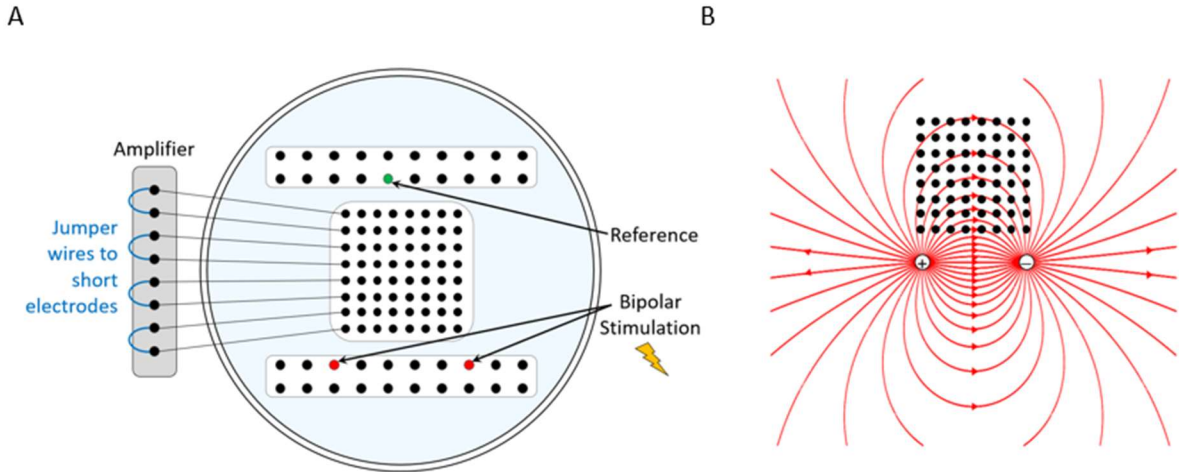 A
B
Amplifier
Jumper
wires to
short
electrodes
Reference
Bipolar
Stimulation
+
–